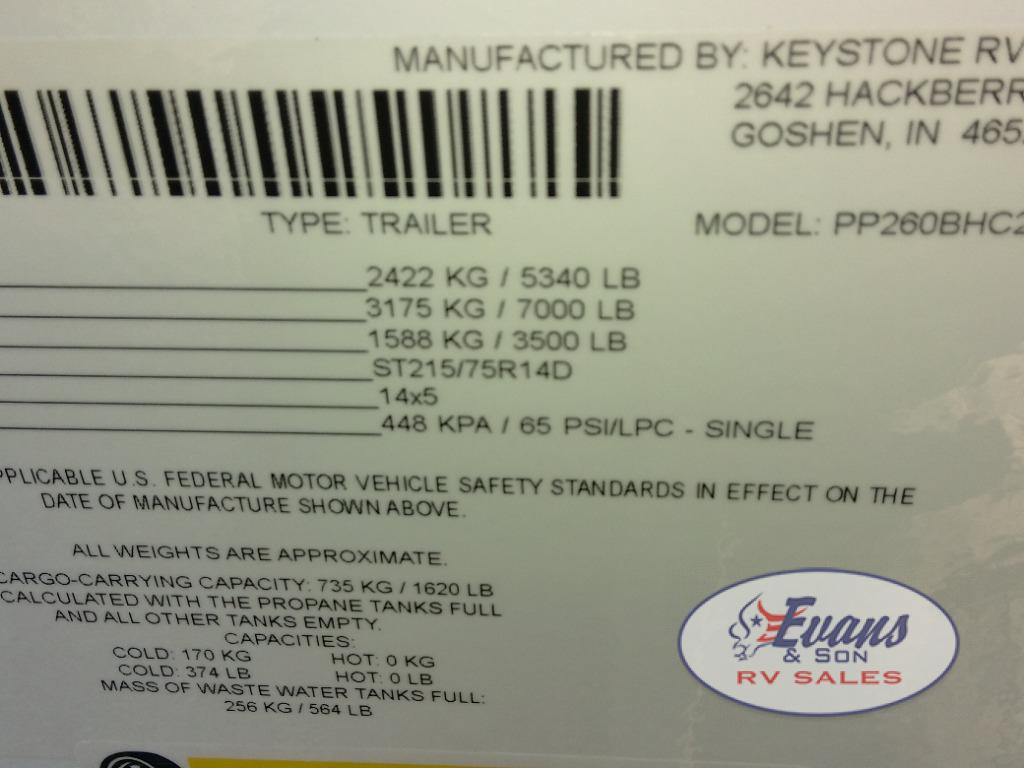 MANUFACTURED BY: KEYSTONE RV
2642 HACKBERR
GOSHEN, IN 465
TYPE: TRAILER MODEL: PP260BHC2
2422 KG / 5340 LB
3175 KG / 7000 LB
1588 KG / 3500 LB
ST215/75R14D
14x5
448 KPA / 65 PSI/LPC - SINGLE
PPLICABLE U.S. FEDERAL MOTOR VEHICLE SAFETY STANDARDS IN EFFECT ON THE
DATE OF MANUFACTURE SHOWN ABOVE.
ALL WEIGHTS ARE APPROXIMATE.
CARGO-CARRYING CAPACITY: 735 KG / 1620 LB
CALCULATED WITH THE PROPANE TANKS FULL
AND ALL OTHER TANKS EMPTY.
CAPACITIES:
COLD: 170 KG HOT: 0 KG
COLD: 374 LB HOT: 0 LB
MASS OF WASTE WATER TANKS FULL:
256 KG / 564 LB
Evans
& SON
RV SALES